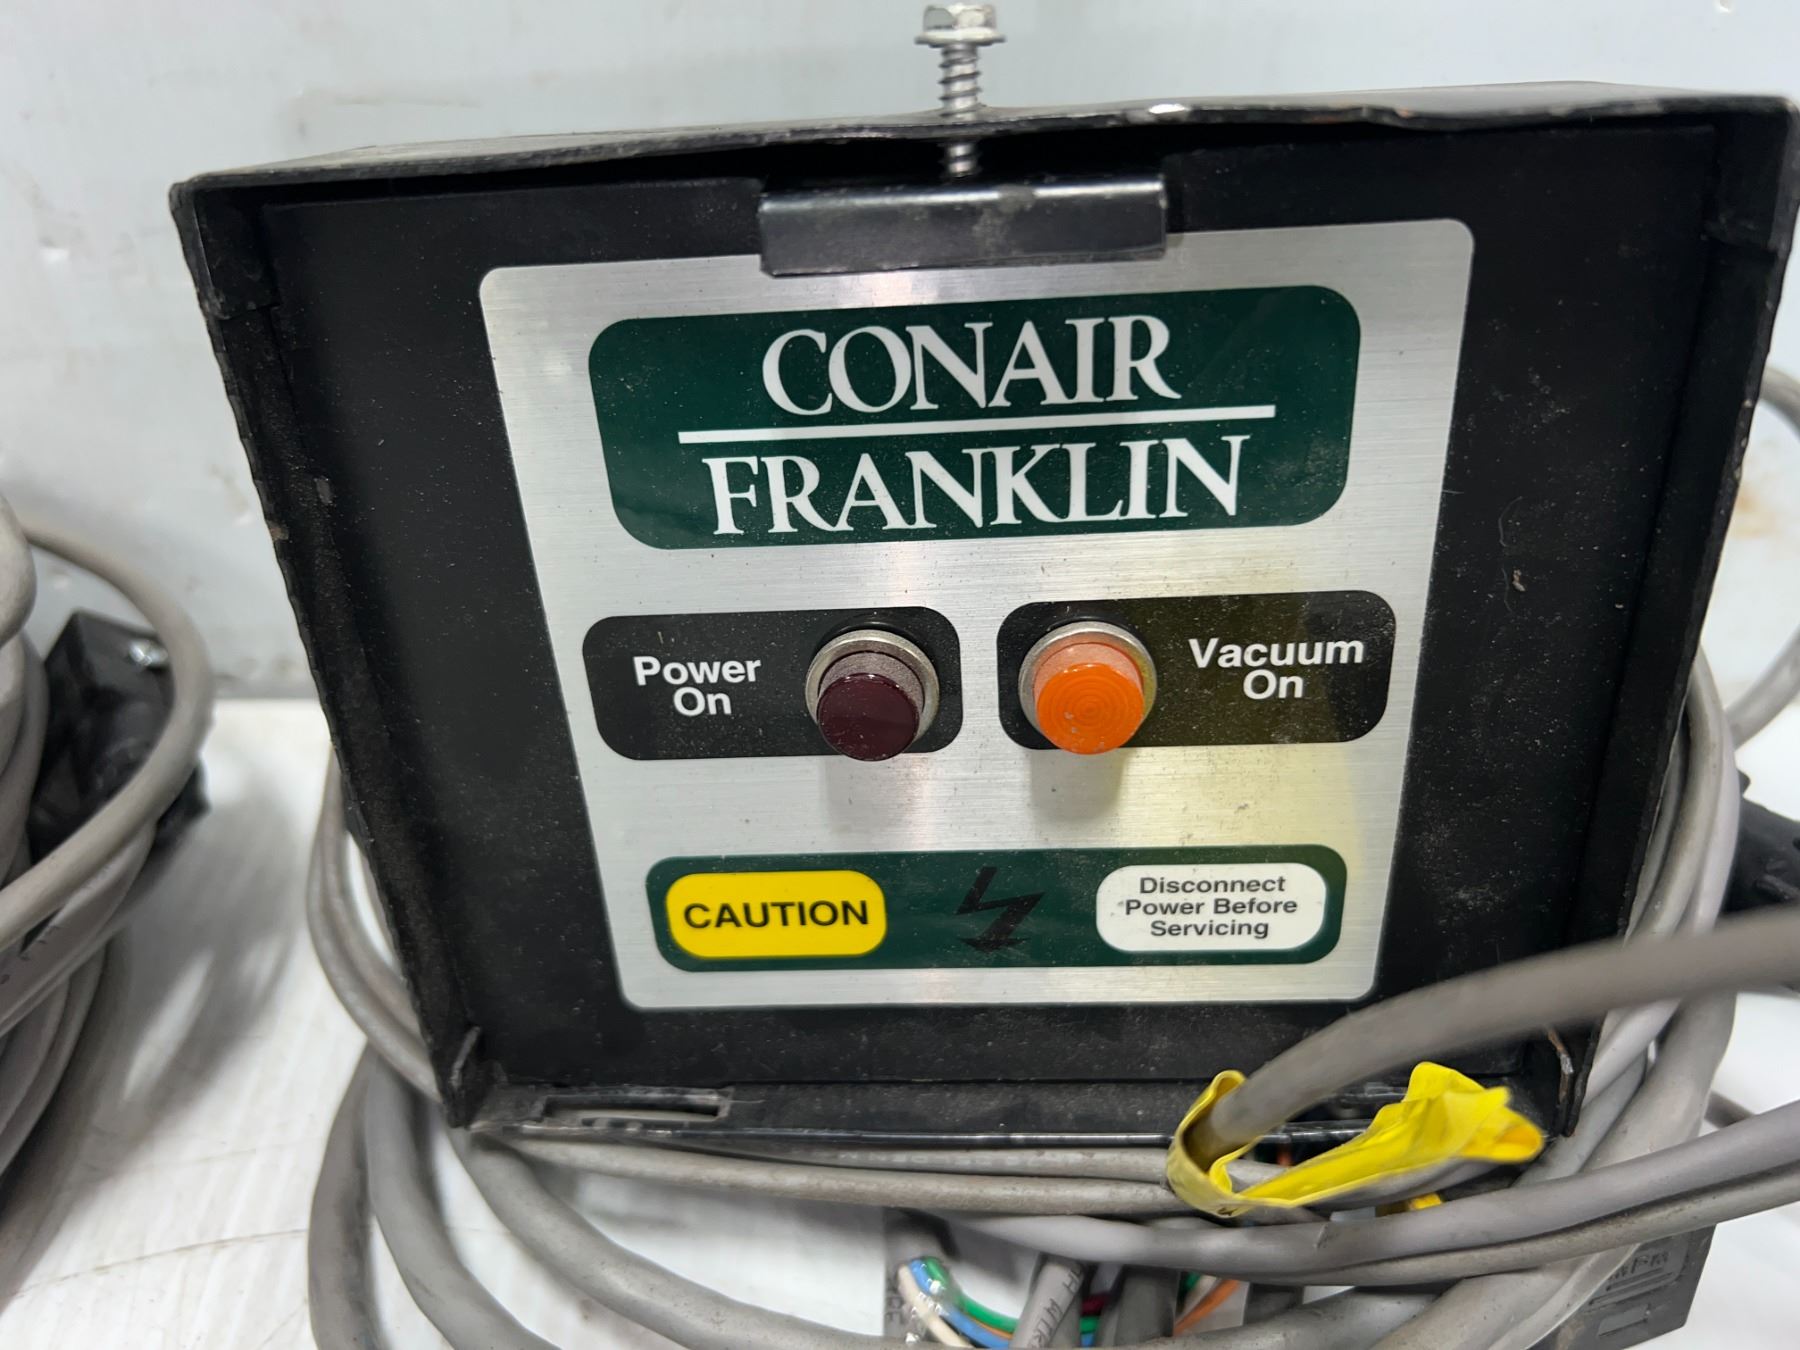 CONAIR
FRANKLIN
Power
On
Vacuum
On
CAUTION
Disconnect
Power Before
Servicing